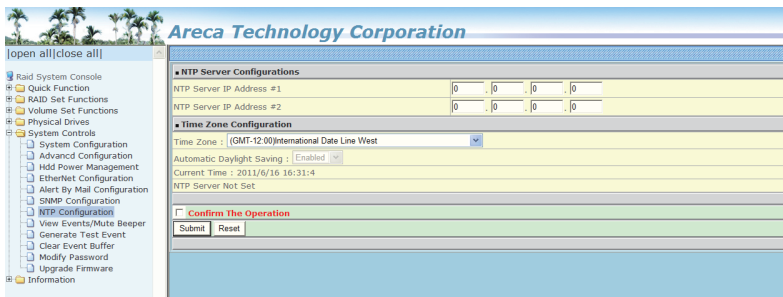 Areca Technology Corporation
|open all|close all|
Raid System Console
Quick Function
RAID Set Functions
Volume Set Functions
Physical Drives
System Controls
System Configuration
Advancd Configuration
Hdd Power Management
EtherNet Configuration
Alert By Mail Configuration
SNMP Configuration
NTP Configuration
View Events/Mute Beeper
Generate Test Event
Clear Event Buffer
Modify Password
Upgrade Firmware
Information
NTP Server Configurations
NTP Server IP Address #1 0 . 0 . 0 . 0
NTP Server IP Address #2 0 . 0 . 0 . 0
Time Zone Configuration
Time Zone : (GMT-12:00)International Date Line West
Automatic Daylight Saving : Enabled
Current Time : 2011/6/16 16:31:4
NTP Server Not Set
Confirm The Operation
Submit Reset